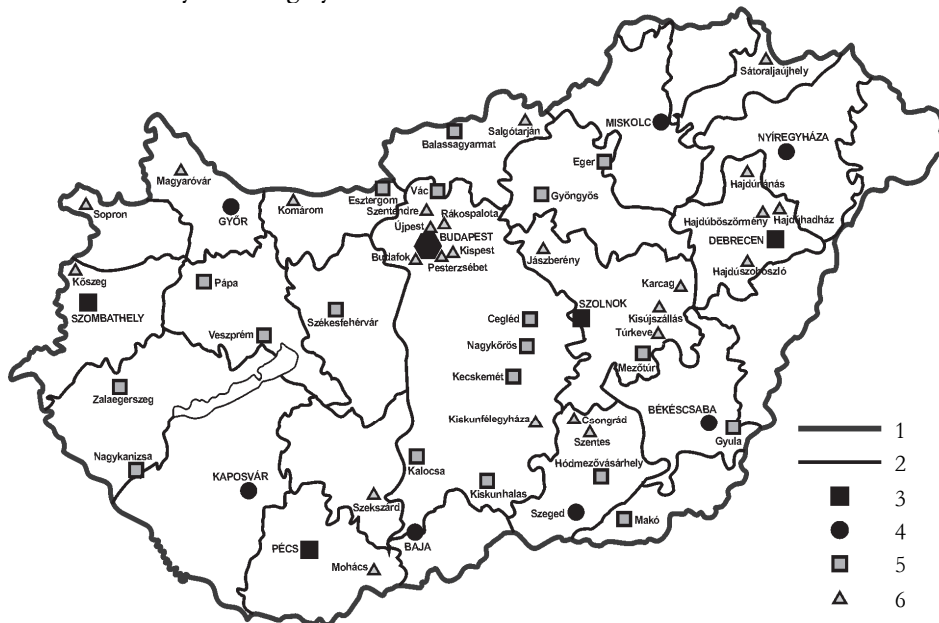 Sátoraljaújhely
MISKOLC
Salgótarján
Balassagyarmat
NYÍREGYHÁZA
Eger
Magyaróvár
Hajdúnánás
Esztergom
Vác
Gyöngyös
Sopron
GYŐR
Komárom
Szentendre
Rákospalota
Hajdúböszörmény
Hajdúhadház
Újpest
BUDAPEST
DEBRECEN
Budafok
Kispest
Pesterzsébet
Jászberény
Hajdúszoboszló
Kőszeg
Pápa
Karcag
SZOMBATHELY
Székesfehérvár
SZOLNOK
Kisújszállás
Cegléd
Veszprém
Túrkeve
Nagykőrös
Mezőtúr
Kecskemét
Zalaegerszeg
BÉKÉSCSABA
Kiskunfélegyháza
Csongrád
Szentes
Gyula
1
Nagykanizsa
Kalocsa
Hódmezővásárhely
2
KAPOSVÁR
Kiskunhalas
3
Szekszárd
Szeged
Makó
4
PÉCS
BAJA
Mohács
5
6